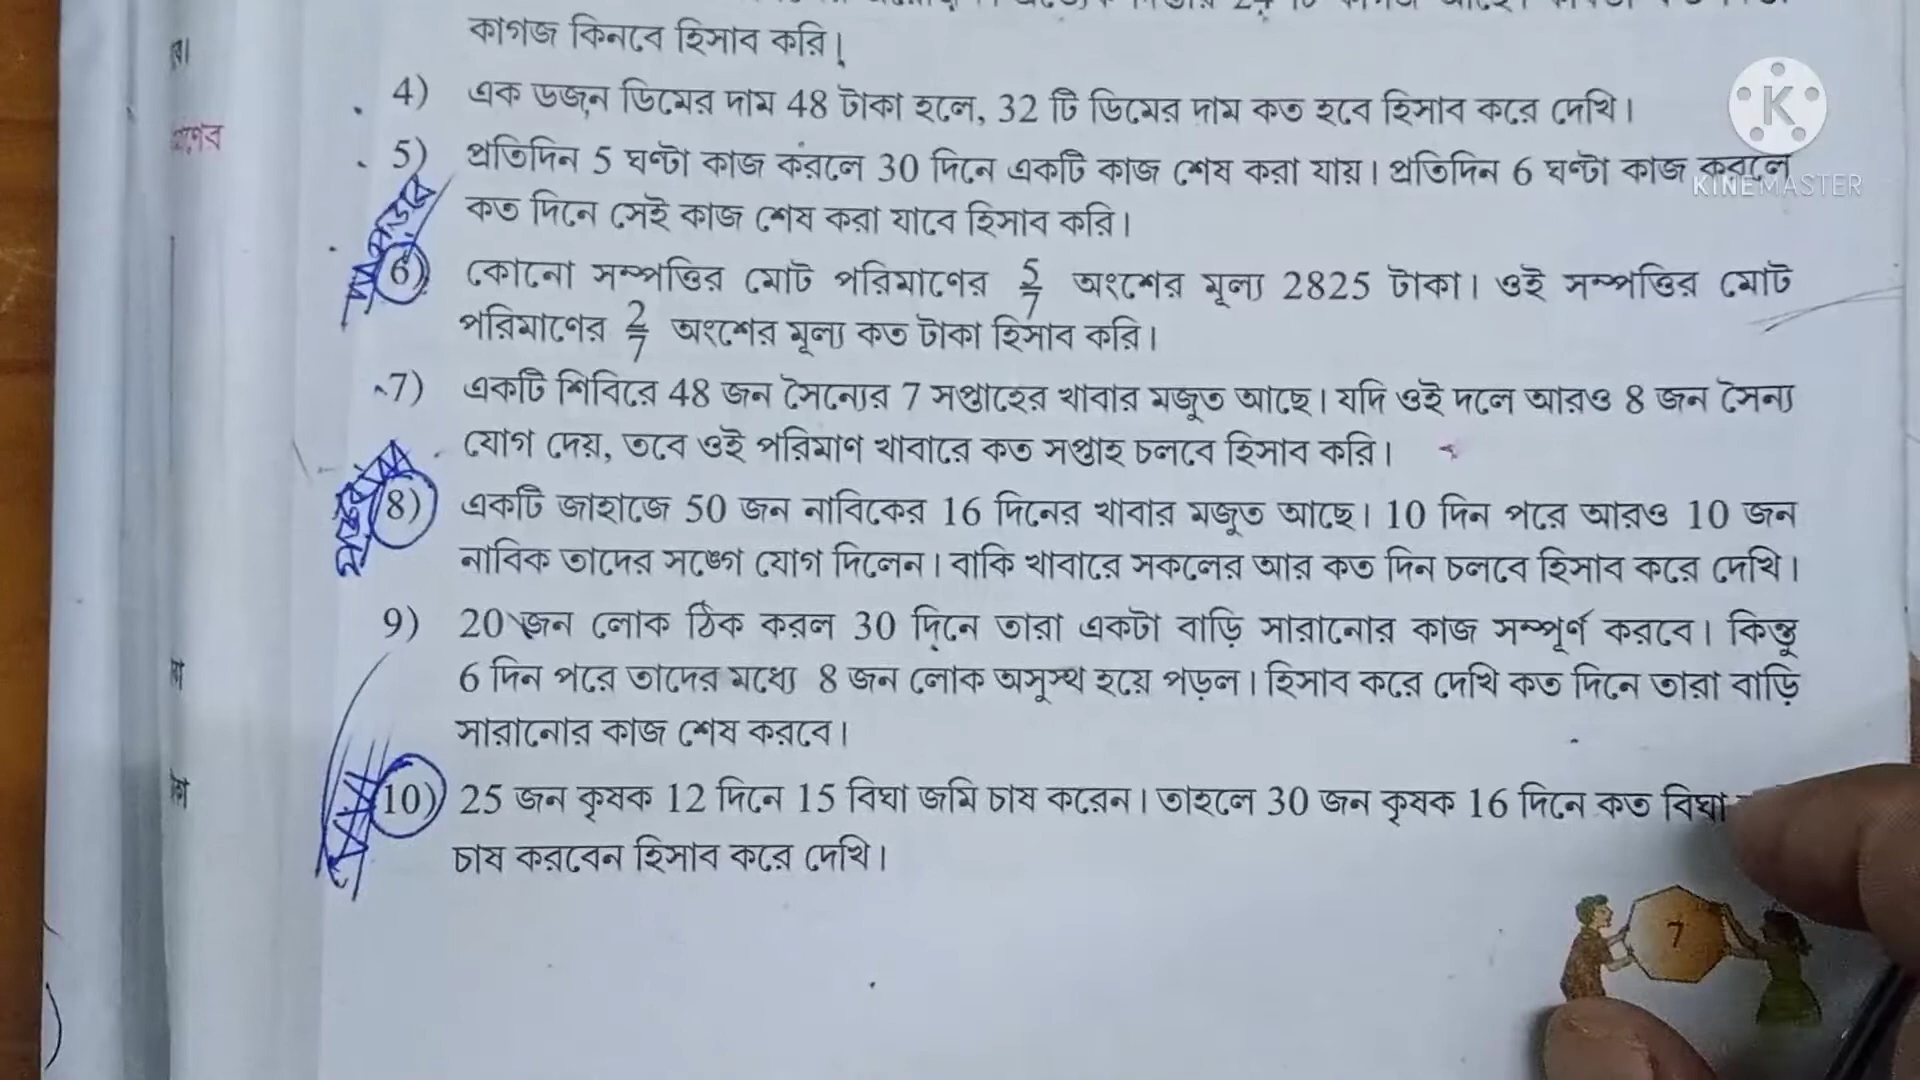 24 টি কাগজ আছে।
কাগজ কিনবে হিসাব করি।
4) এক ডজন ডিমের দাম 48 টাকা হলে, 32 টি ডিমের দাম কত হবে হিসাব করে দেখি।
K
5) প্রতিদিন 5 ঘণ্টা কাজ করলে 30 দিনে একটি কাজ শেষ করা যায়। প্রতিদিন 6 ঘণ্টা কাজ করলে
KINEMASTER
কত দিনে সেই কাজ শেষ করা যাবে হিসাব করি।
6) কোনো সম্পত্তির মোট পরিমাণের 5/7 অংশের মূল্য 2825 টাকা। ওই সম্পত্তির মোট
পরিমাণের 2/7 অংশের মূল্য কত টাকা হিসাব করি।
7) একটি শিবিরে 48 জন সৈন্যের 7 সপ্তাহের খাবার মজুত আছে। যদি ওই দলে আরও 8 জন সৈন্য
যোগ দেয়, তবে ওই পরিমাণ খাবারে কত সপ্তাহ চলবে হিসাব করি।
8) একটি জাহাজে 50 জন নাবিকের 16 দিনের খাবার মজুত আছে। 10 দিন পরে আরও 10 জন
নাবিক তাদের সঙ্গে যোগ দিলেন। বাকি খাবারে সকলের আর কত দিন চলবে হিসাব করে দেখি।
9) 20 জন লোক ঠিক করল 30 দিনে তারা একটা বাড়ি সারানোর কাজ সম্পূর্ণ করবে। কিন্তু
6 দিন পরে তাদের মধ্যে 8 জন লোক অসুস্থ হয়ে পড়ল। হিসাব করে দেখি কত দিনে তারা বাড়ি
সারানোর কাজ শেষ করবে।
10) 25 জন কৃষক 12 দিনে 15 বিঘা জমি চাষ করেন। তাহলে 30 জন কৃষক 16 দিনে কত বিঘা
চাষ করবেন হিসাব করে দেখি।
7